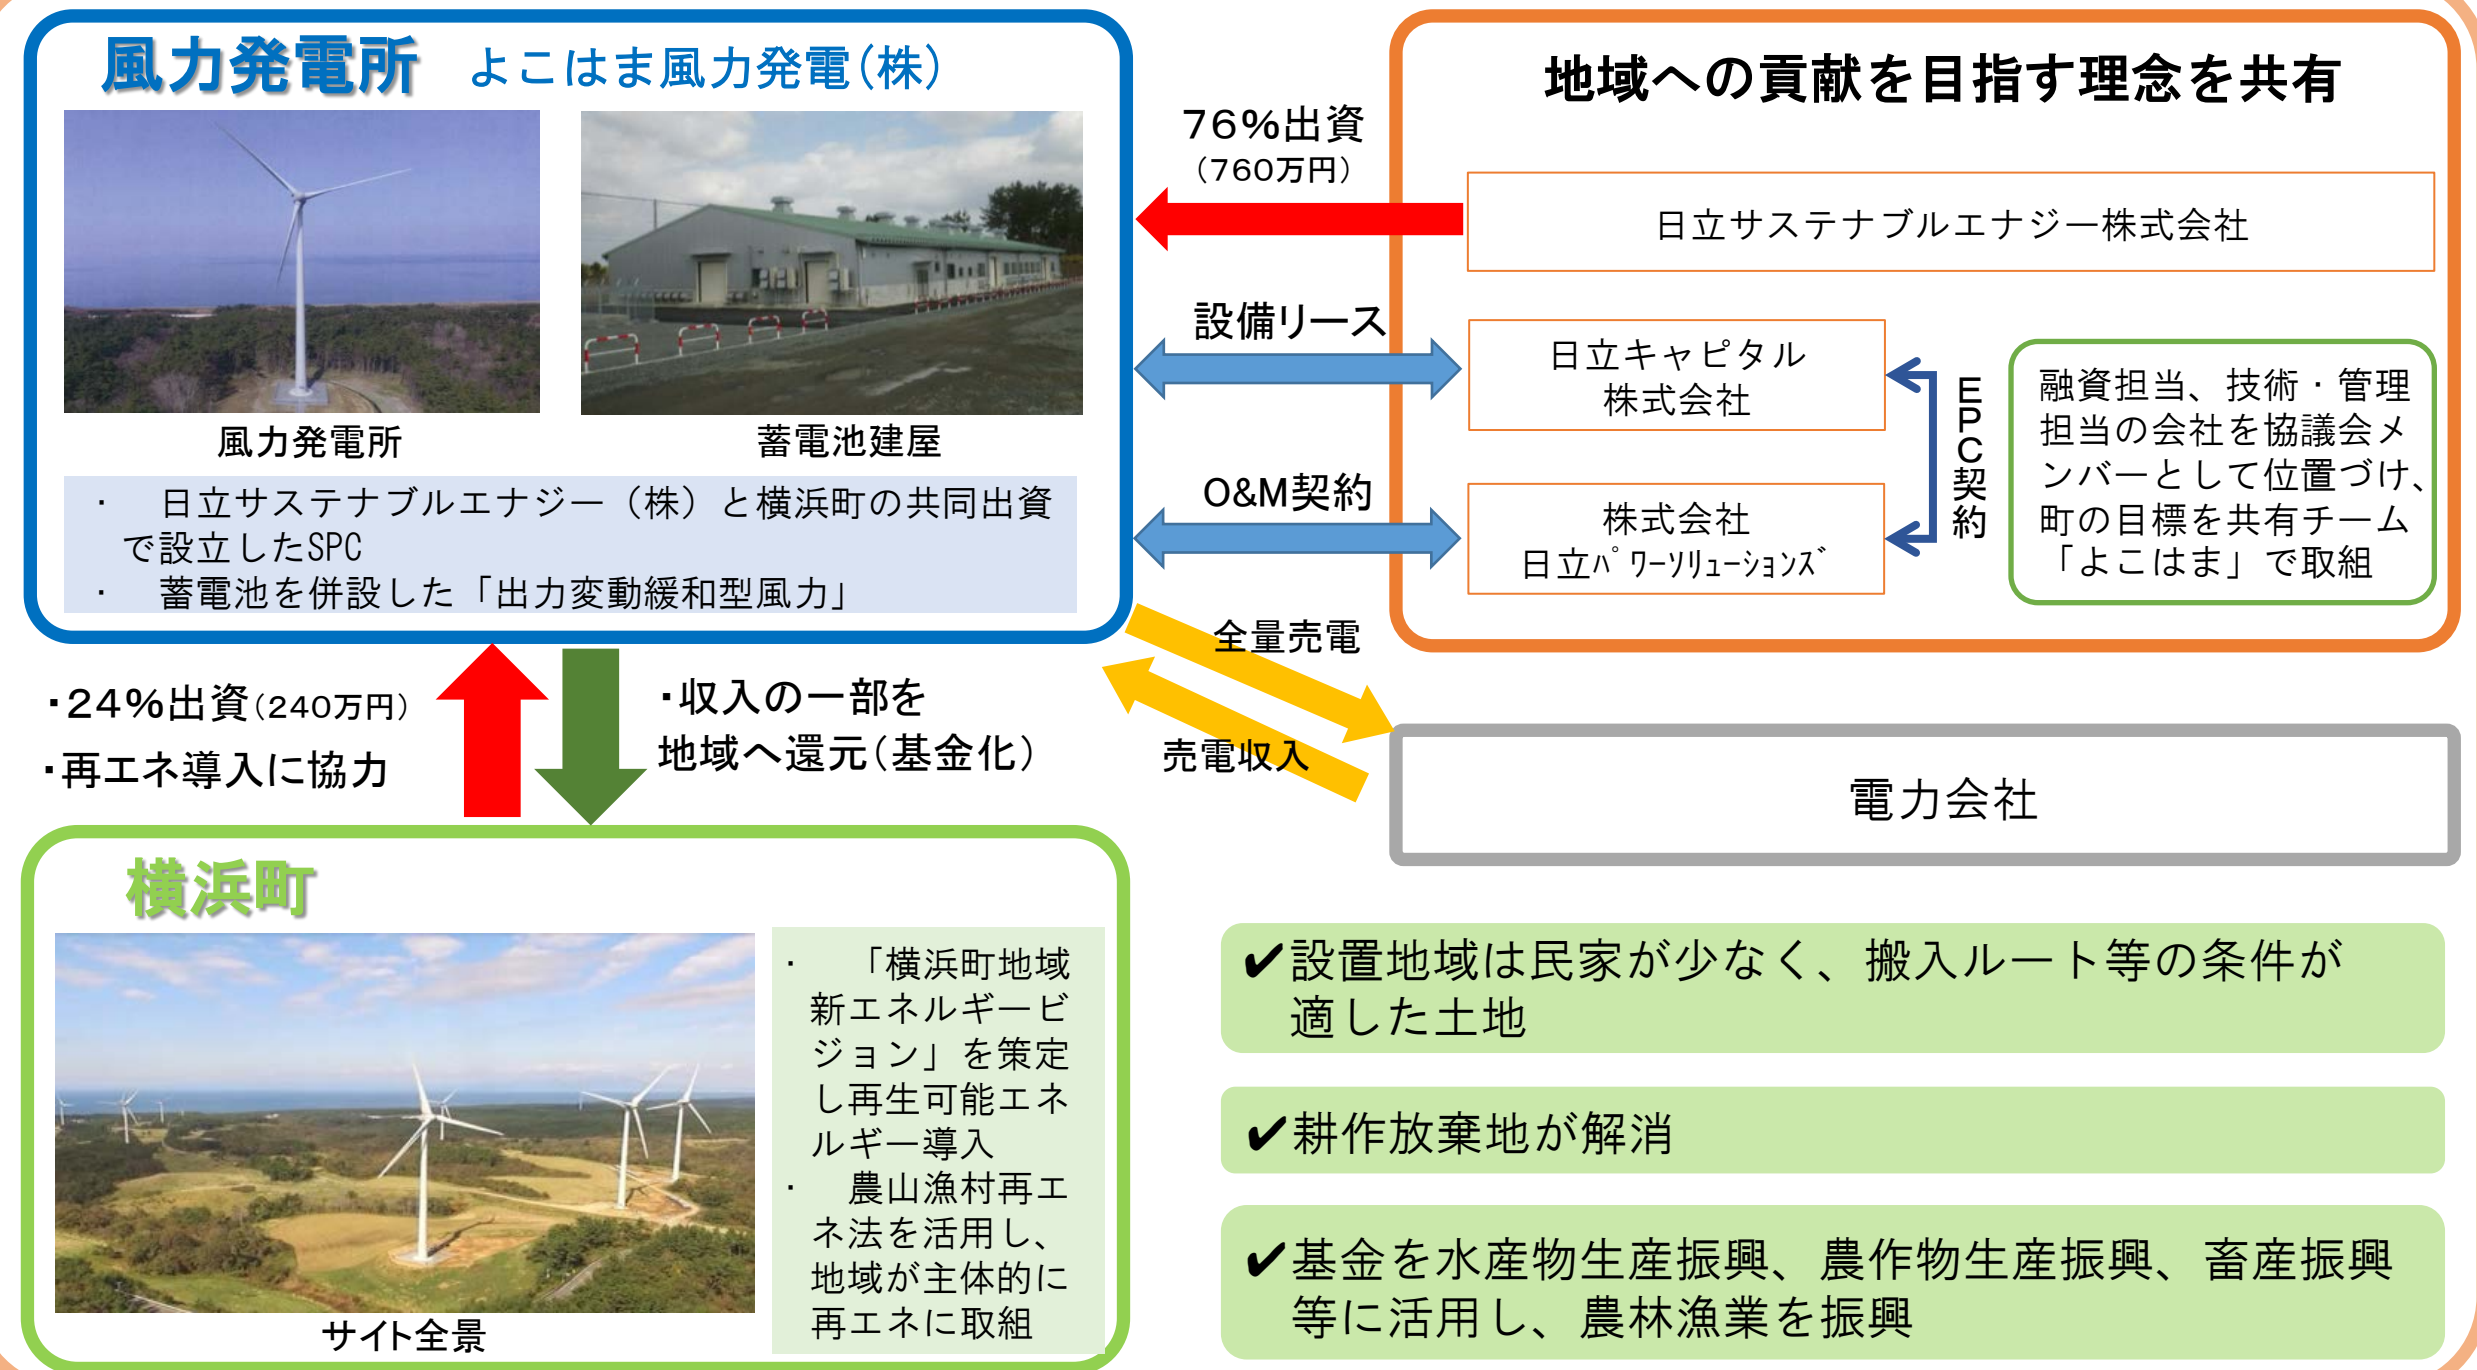 風力発電所 よこはま風力発電(株)
風力発電所
蓄電池建屋
・ 日立サステナブルエナジー（株）と横浜町の共同出資
で設立したSPC
・ 蓄電池を併設した「出力変動緩和型風力」
76%出資
（760万円）
設備リース
O&M契約
地域への貢献を目指す理念を共有
日立サステナブルエナジー株式会社
日立キャピタル
株式会社
株式会社
日立ﾊﾟﾜｰソリューションズﾞ
EPC契約
融資担当、技術・管理
担当の会社を協議会メ
ンバーとして位置づけ、
町の目標を共有チーム
「よこはま」で取組
・24%出資（240万円）
・再エネ導入に協力
・収入の一部を
地域へ還元（基金化）
全量売電
売電収入
電力会社
横浜町
サイト全景
・ 「横浜町地域
新エネルギービ
ジョン」を策定
し再生可能エネ
ルギー導入
・ 農山漁村再エ
ネ法を活用し、
地域が主体的に
再エネに取組
✔設置地域は民家が少なく、搬入ルート等の条件が
適した土地
✔耕作放棄地が解消
✔基金を水産物生産振興、農作物生産振興、畜産振興
等に活用し、農林漁業を振興